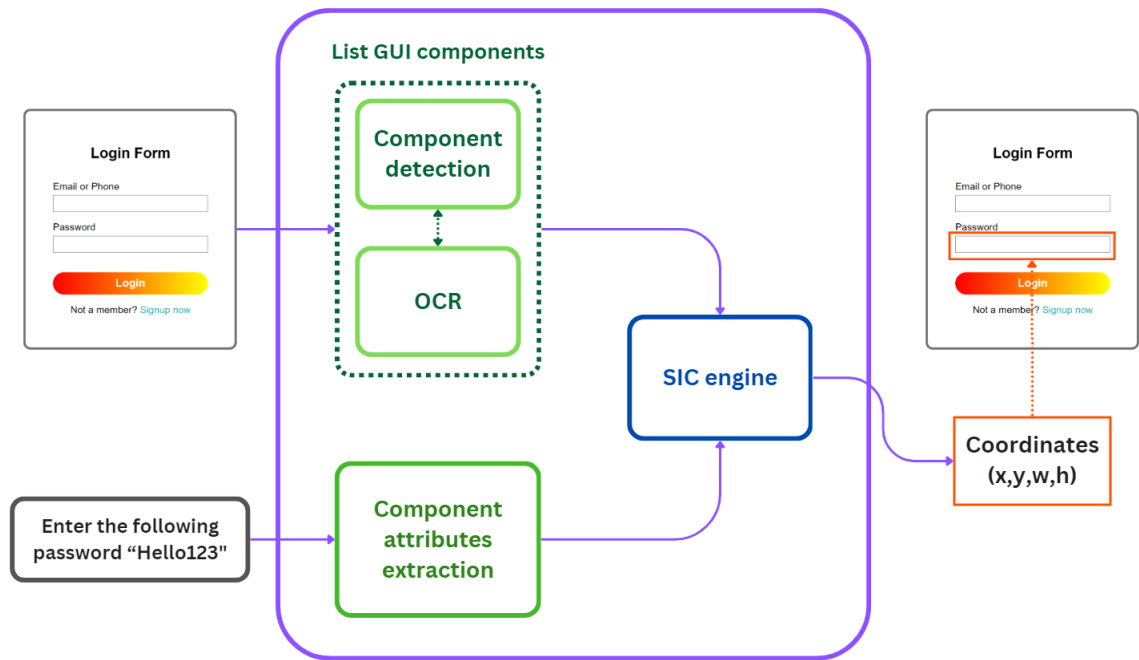 List GUI components
Component
detection
OCR
Login Form
Email or Phone
Password
Login
Not a member? Signup now
Enter the following
password “Hello123"
Component
attributes
extraction
SIC engine
Login Form
Email or Phone
Password
Login
Not a member? Signup now
Coordinates
(x,y,w,h)